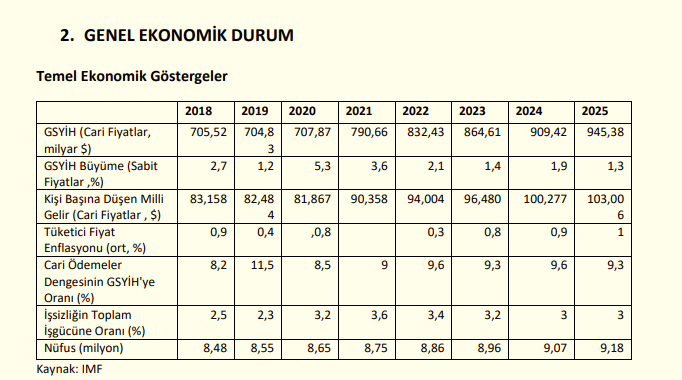 2. GENEL EKONOMİK DURUM
Temel Ekonomik Göstergeler
2018 2019 2020 2021 2022 2023 2024 2025
GSYİH (Cari Fiyatlar, 705,52 704,8 707,87 790,66 832,43 864,61 909,42 945,38
milyar $) 3
GSYİH Büyüme (Sabit 2,7 1,2 5,3 3,6 2,1 1,4 1,9 1,3
Fiyatlar ,%)
Kişi Başına Düşen Milli 83,158 82,48 81,867 90,358 94,004 96,480 100,277 103,00
Gelir (Cari Fiyatlar , $) 4 6
Tüketici Fiyat 0,9 0,4 ,0,8 0,3 0,8 0,9 1
Enflasyonu (ort, %)
Cari Ödemeler 8,2 11,5 8,5 9 9,6 9,3 9,6 9,3
Dengesinin GSYİH'ye
Oranı (%)
İşsizliğin Toplam 2,5 2,3 3,2 3,6 3,4 3,2 3 3
İşgücüne Oranı (%)
Nüfus (milyon) 8,48 8,55 8,65 8,75 8,86 8,96 9,07 9,18
Kaynak: IMF